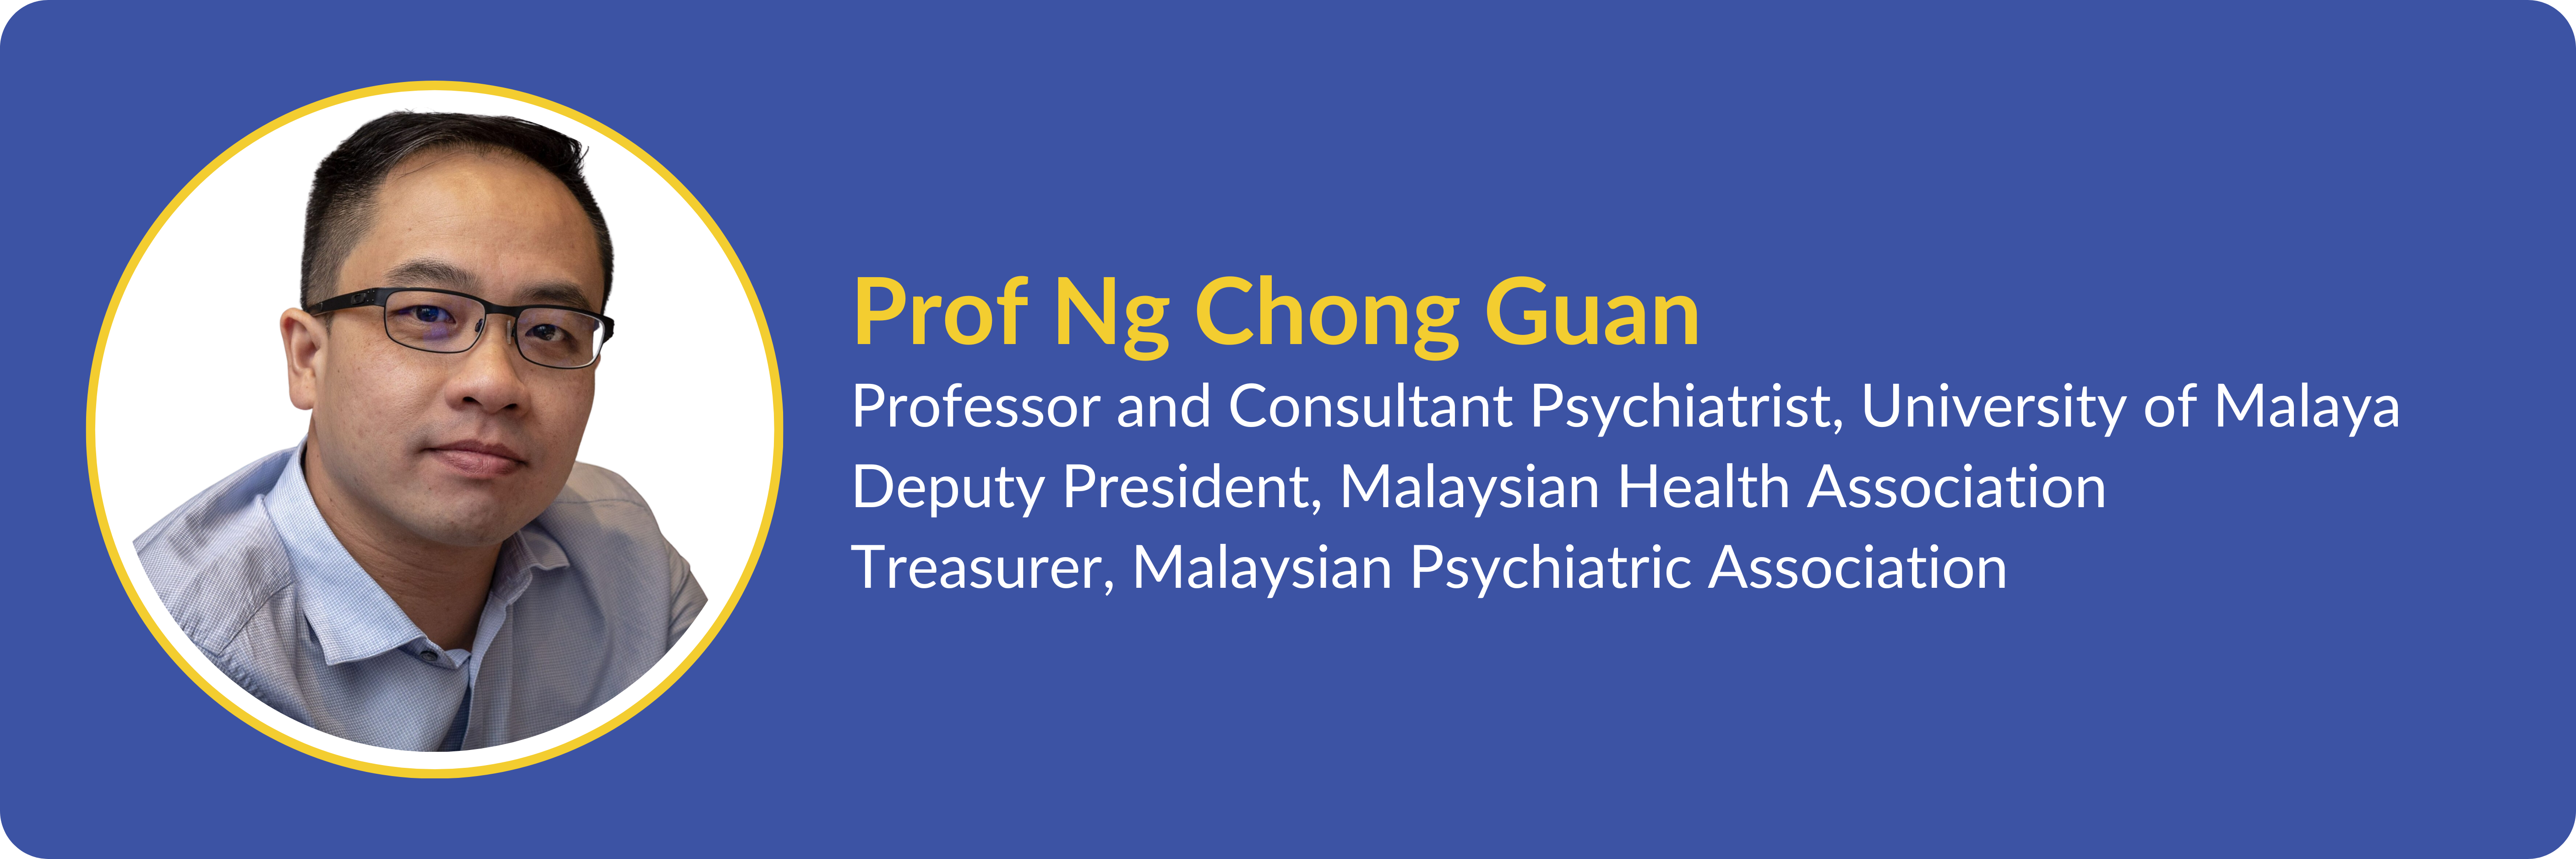 Prof Ng Chong Guan
Professor and Consultant Psychiatrist, University of Malaya
Deputy President, Malaysian Health Association
Treasurer, Malaysian Psychiatric Association